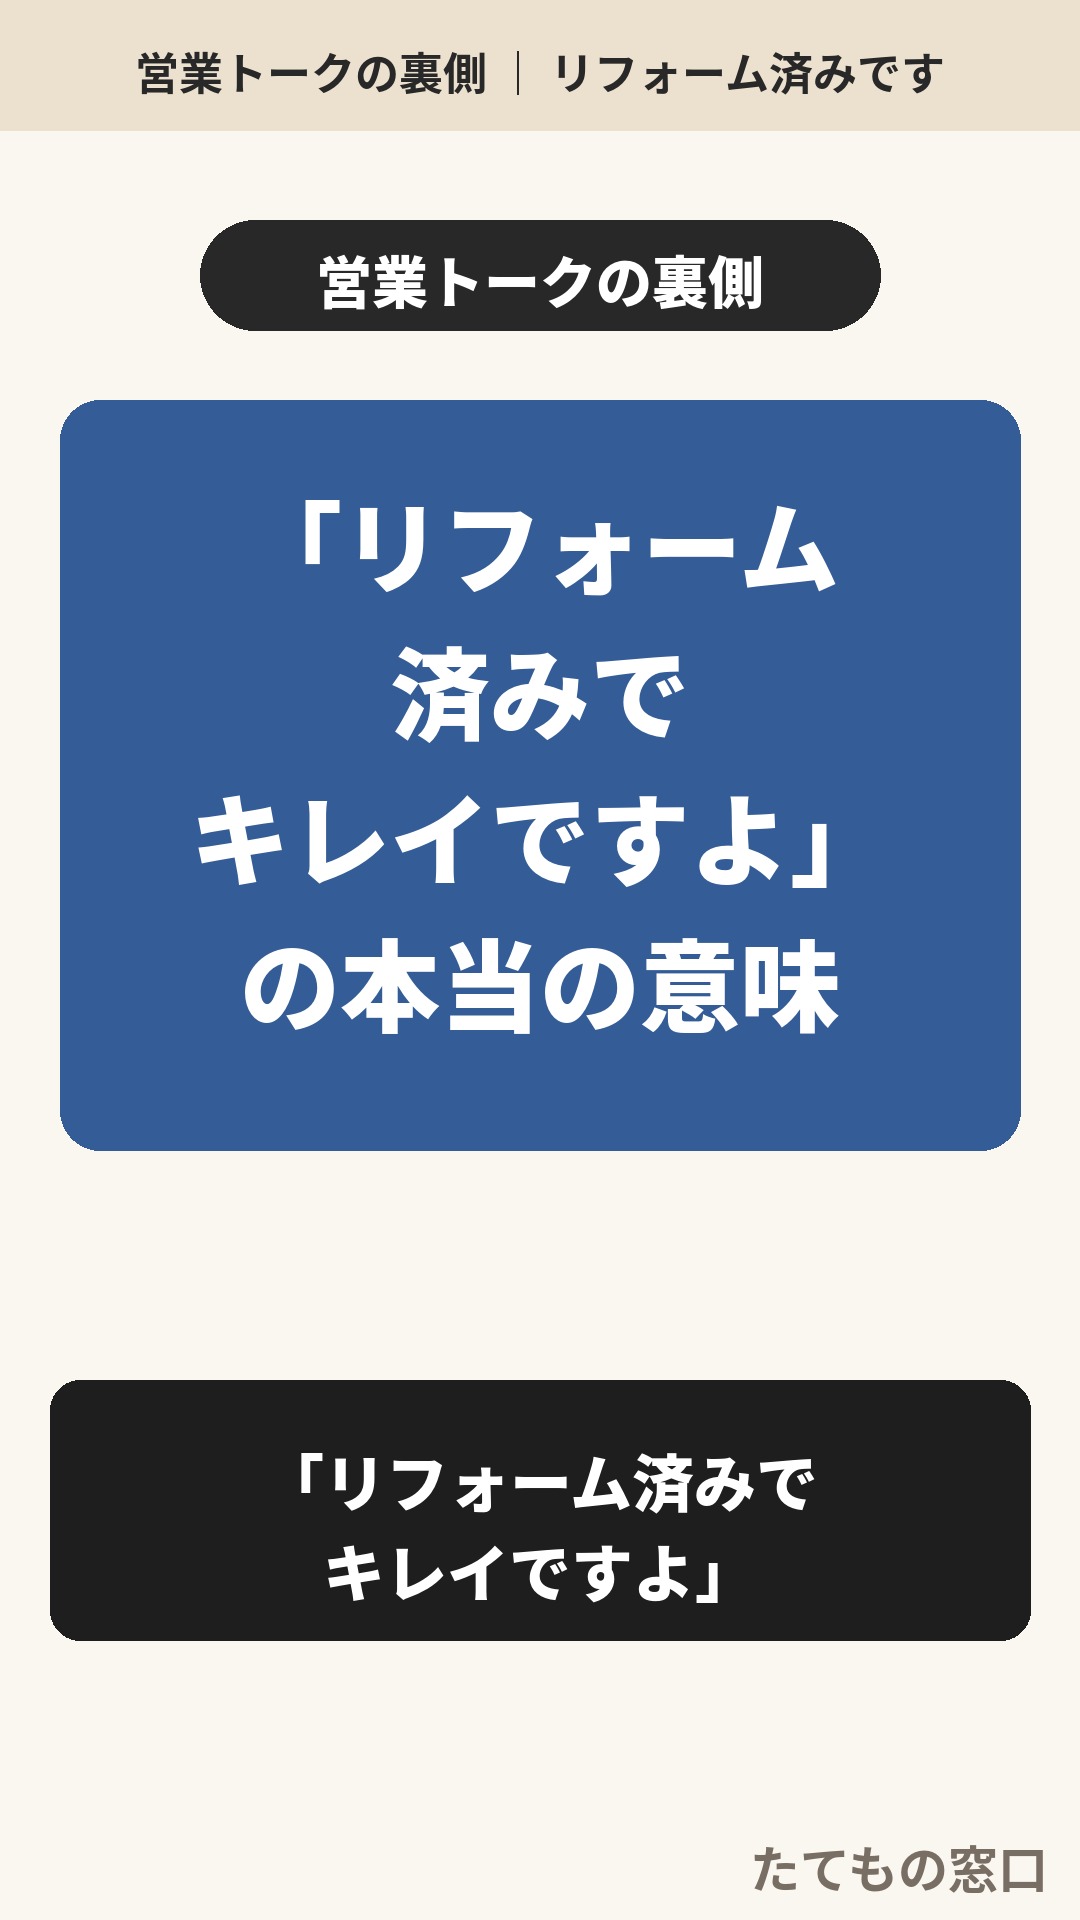 営業トークの裏側 ｜ リフォーム済みです
営業トークの裏側
「リフォーム
済みで
キレイですよ」
の本当の意味
「リフォーム済みで
キレイですよ」
たてもの窓口